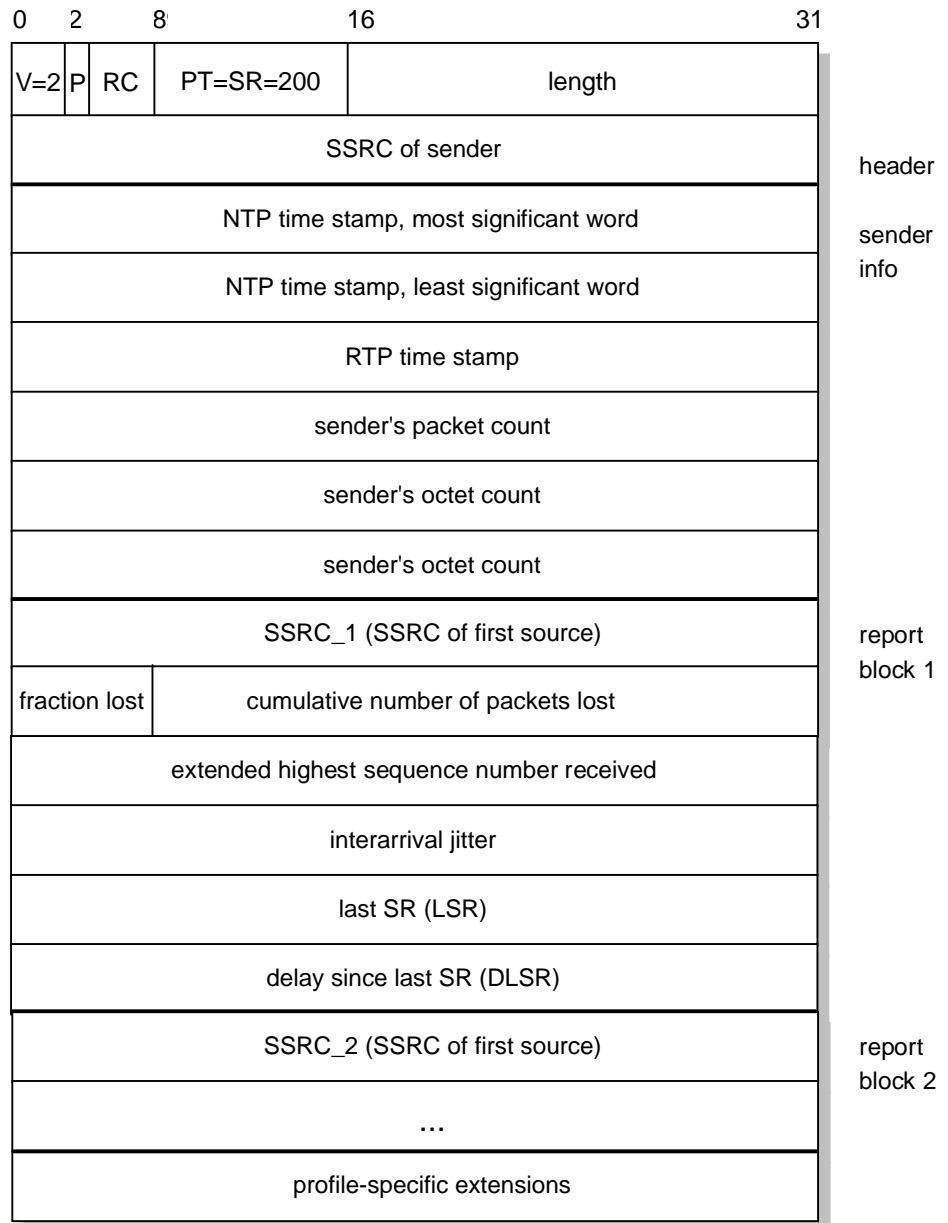 0 2 8 16 31
V=2 P RC PT=SR=200 length
SSRC of sender
header
NTP time stamp, most significant word
sender
info
NTP time stamp, least significant word
RTP time stamp
sender's packet count
sender's octet count
sender's octet count
SSRC_1 (SSRC of first source)
report
block 1
fraction lost cumulative number of packets lost
extended highest sequence number received
interarrival jitter
last SR (LSR)
delay since last SR (DLSR)
SSRC_2 (SSRC of first source)
report
block 2
...
profile-specific extensions